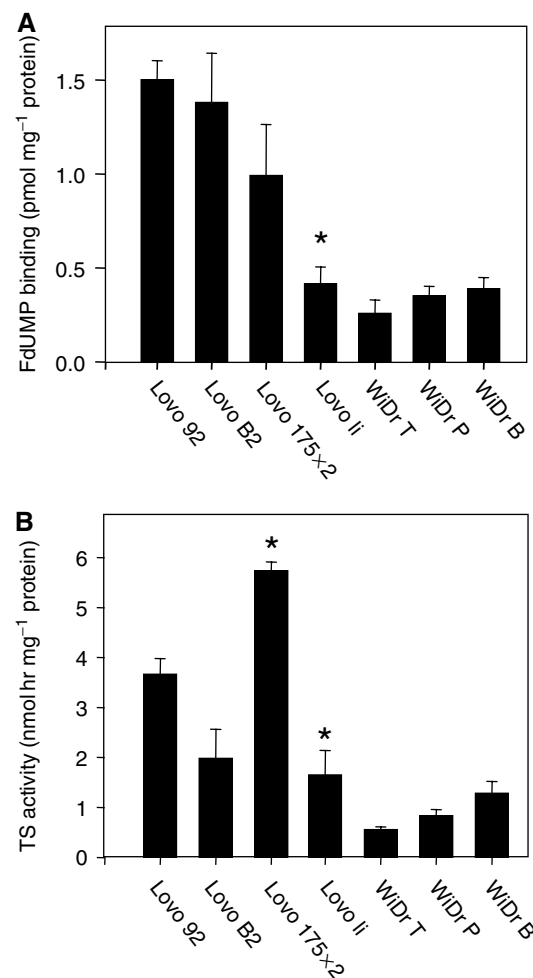 A
FdUMP binding (pmol mg⁻¹ protein)
1.5
1.0
0.5
0.0
*
Lovo 92
Lovo B2
Lovo 175×2
Lovo li
WiDr T
WiDr P
WiDr B
B
TS activity (nmol hr mg⁻¹ protein)
6
5
4
3
2
1
0
*
*
Lovo 92
Lovo B2
Lovo 175×2
Lovo li
WiDr T
WiDr P
WiDr B